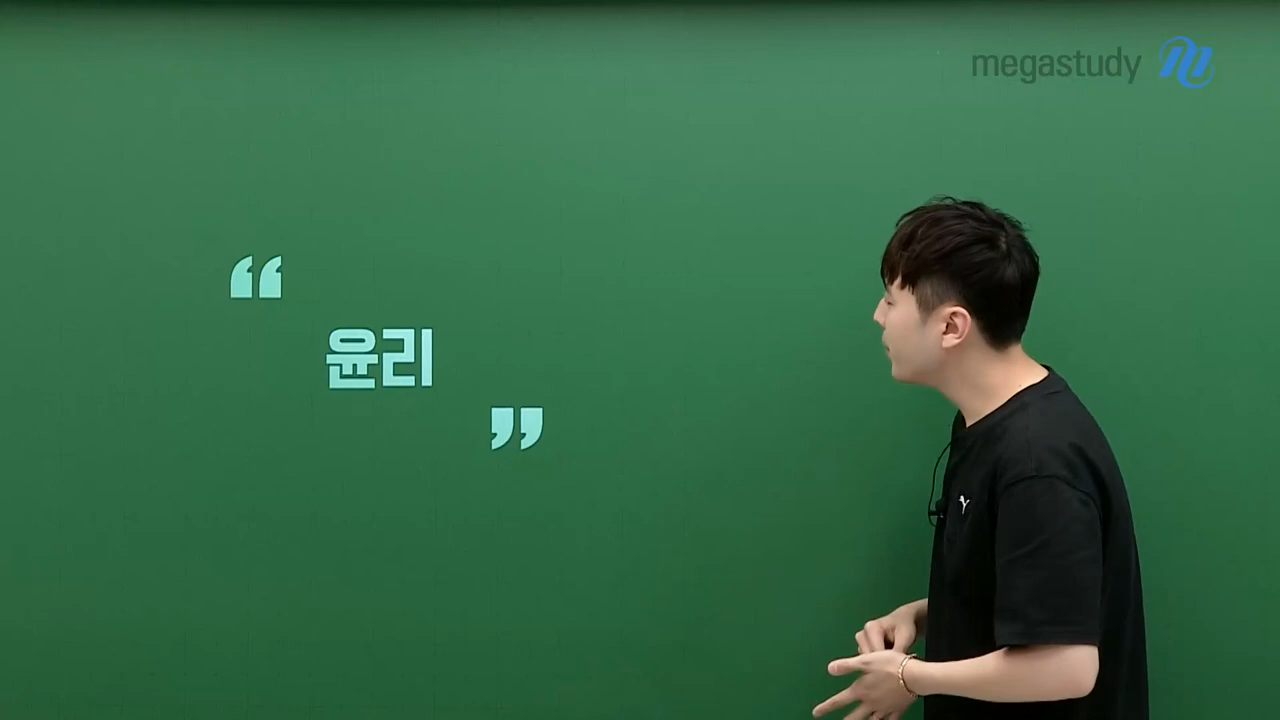 megastudy
“
윤리
”